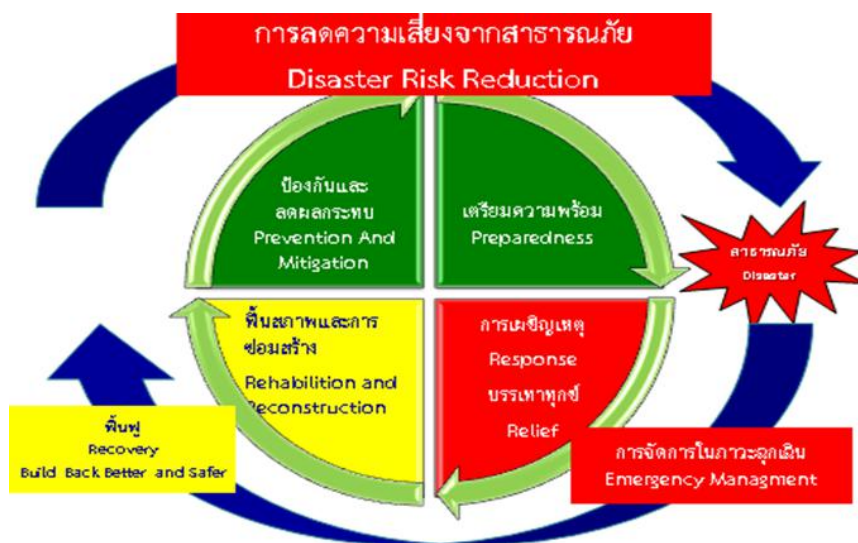 การลดความเสี่ยงจากสาธารณภัย
Disaster Risk Reduction
ป้องกันและ
ลดผลกระทบ
Prevention And
Mitigation
เตรียมความพร้อม
Preparedness
สาธารณภัย
Disaster
ฟื้นสภาพและการ
ซ่อมสร้าง
Rehabilition and
Reconstruction
การเผชิญเหตุ
Response
บรรเทาทุกข์
Relief
ฟื้นฟู
Recovery
Build Back Better and Safer
การจัดการในภาวะฉุกเฉิน
Emergency Managment